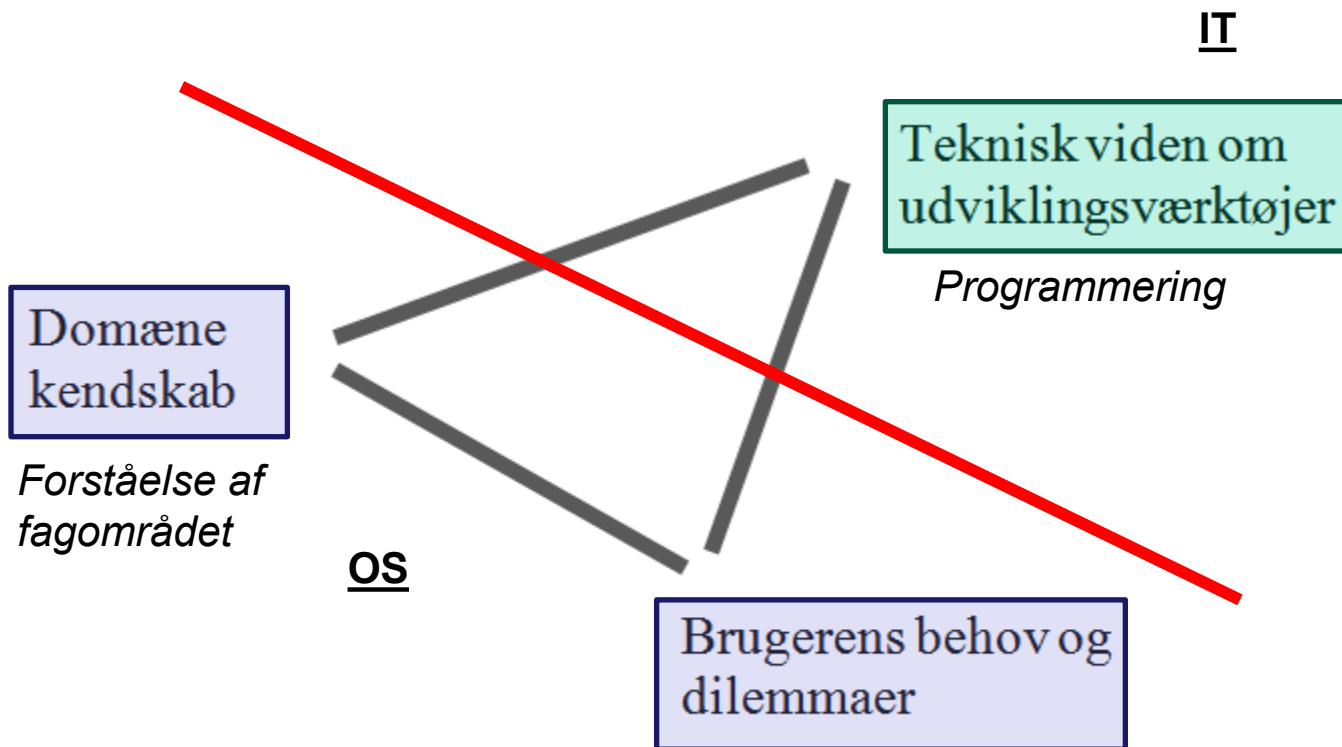 IT
Teknisk viden om
udviklingsværktøjer
Programmering
Domæne
kendskab
Forståelse af
fagområdet
OS
Brugerens behov og
dilemmaer